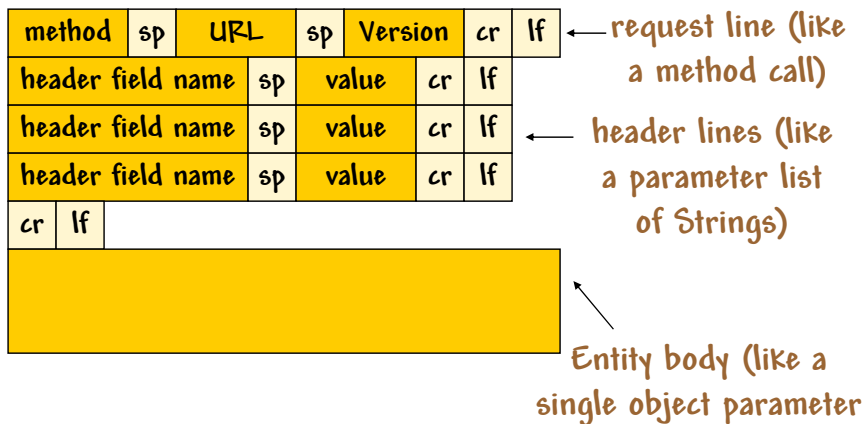 method sp URL sp Version cr lf
request line (like
a method call)
header field name sp value cr lf
header field name sp value cr lf
header field name sp value cr lf
header lines (like
a parameter list
of Strings)
cr lf
Entity body (like a
single object parameter